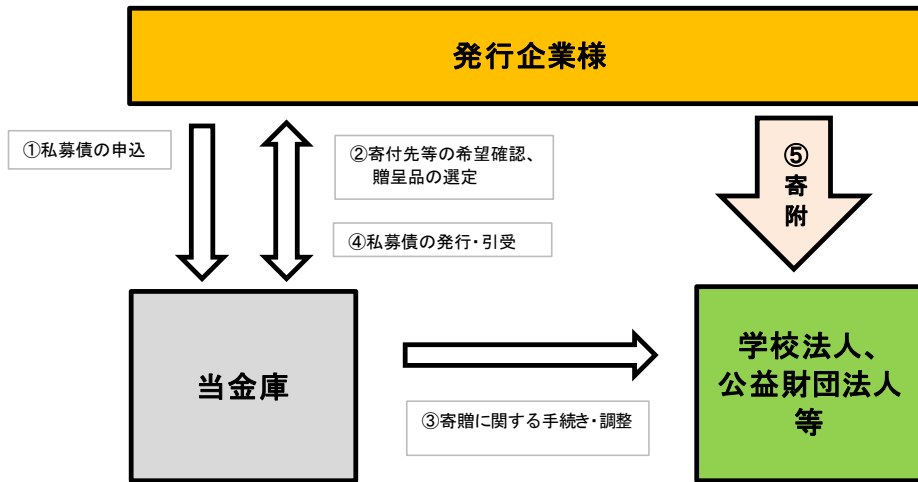 発行企業様
①私募債の申込
②寄付先等の希望確認、
贈呈品の選定
④私募債の発行・引受
⑤
寄
附
当金庫
③寄贈に関する手続き・調整
学校法人、
公益財団法人
等